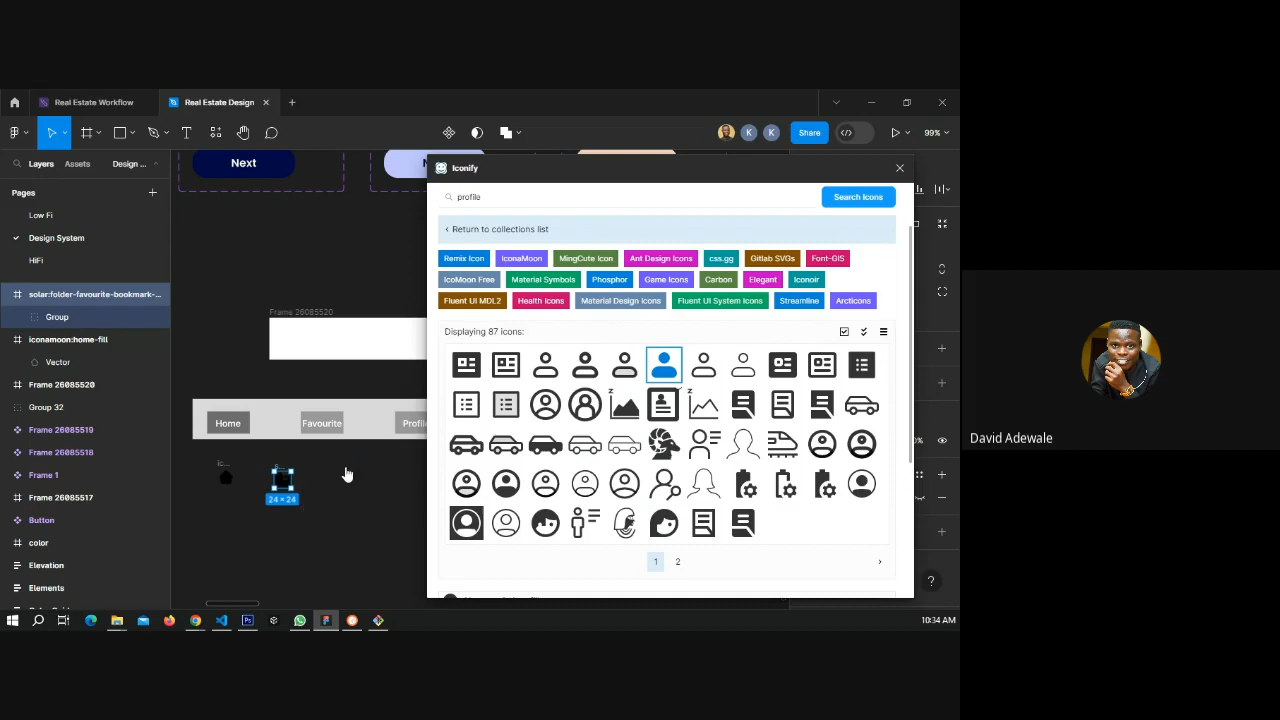 Real Estate Workflow
Real Estate Design
K K Share 99%
Layers Assets Design ...
Pages
Low Fi
Design System
HiFi
solar:folder-favourite-bookmark-...
Group
iconamoon:home-fill
Vector
Frame 26085520
Group 32
Frame 26085519
Frame 26085518
Frame 1
Frame 26085517
Button
color
Elevation
Elements
Next
Frame 26085520
Home Favourite Profile
ic...
24 × 24
Iconify
profile
Search Icons
Return to collections list
Remix Icon IconaMoon MingCute Icon Ant Design Icons css.gg Gitlab SVGs Font-GIS
IcoMoon Free Material Symbols Phosphor Game Icons Carbon Elegant Iconoir
Fluent UI MDL2 Health Icons Material Design Icons Fluent UI System Icons Streamline Arcticons
Displaying 87 icons:
1 2
?
10:34 AM
David Adewale